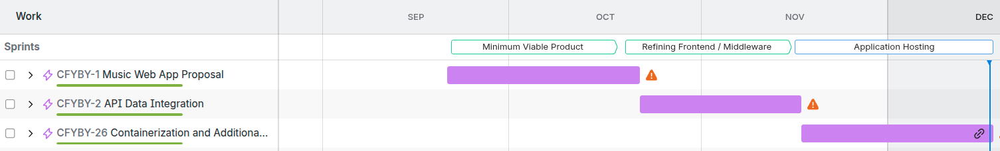 Work SEP OCT NOV DEC
Sprints Minimum Viable Product Refining Frontend / Middleware Application Hosting
CFYBY-1 Music Web App Proposal
CFYBY-2 API Data Integration
CFYBY-26 Containerization and Additiona...